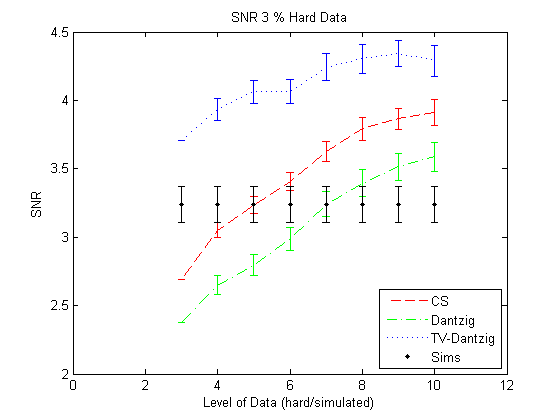 SNR 3 % Hard Data
4.5
4
3.5
3
2.5
2
SNR
0
2
4
6
8
10
12
Level of Data (hard/simulated)
CS
Dantzig
TV-Dantzig
Sims